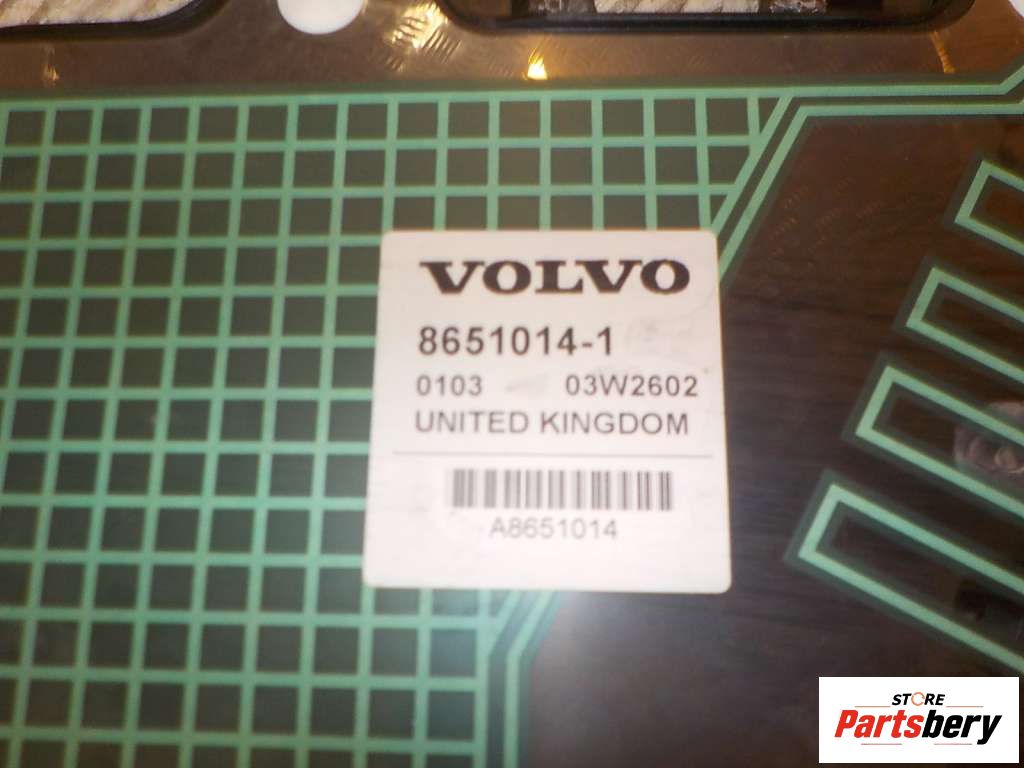 VOLVO
8651014-1
0103 03W2602
UNITED KINGDOM
A8651014
STORE
Partsbery